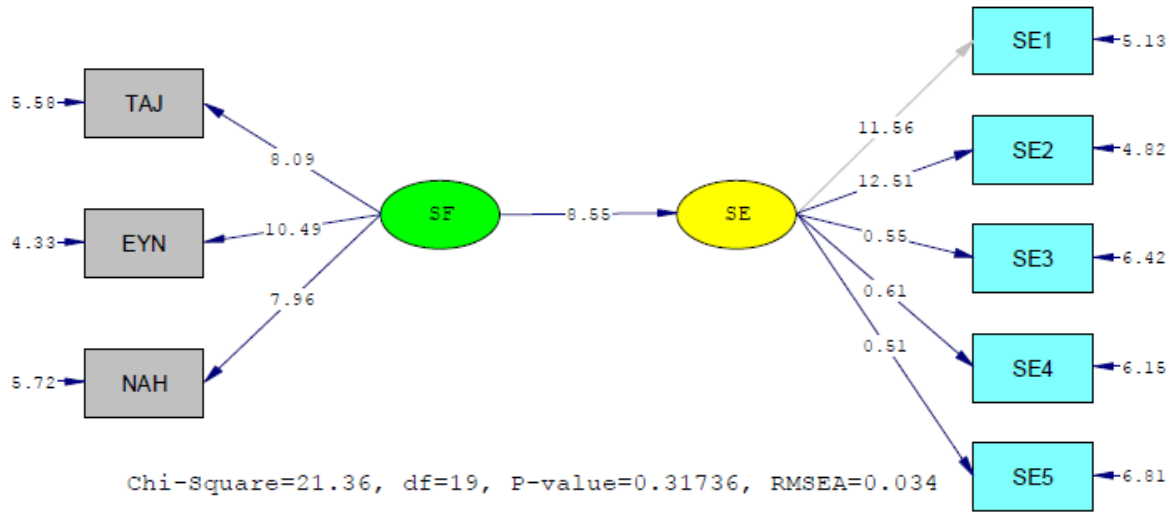 SE1
5.13
TAJ
5.58
11.56
SE2
4.82
8.09
12.51
SF
8.55
SE
EYN
4.33
10.49
0.55
SE3
6.42
7.96
0.61
0.51
SE4
6.15
NAH
5.72
SE5
6.81
Chi-Square=21.36, df=19, P-value=0.31736, RMSEA=0.034